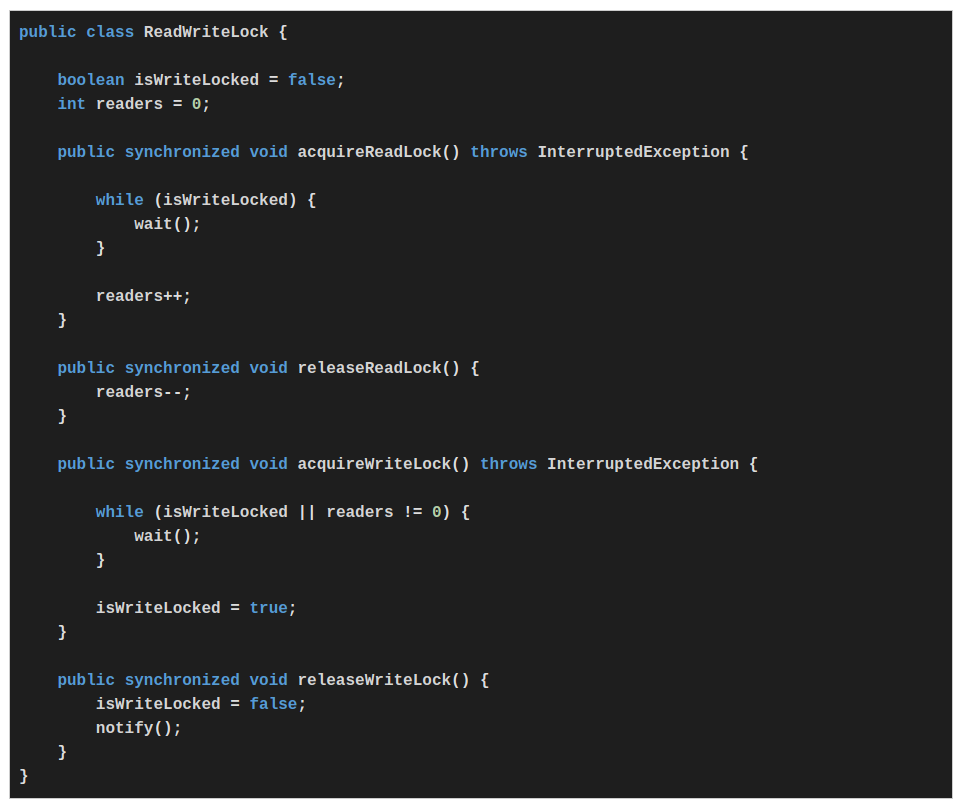 public class ReadWriteLock {
    boolean isWriteLocked = false;
    int readers = 0;
    public synchronized void acquireReadLock() throws InterruptedException {
        while (isWriteLocked) {
            wait();
        }
        readers++;
    }
    public synchronized void releaseReadLock() {
        readers--;
    }
    public synchronized void acquireWriteLock() throws InterruptedException {
        while (isWriteLocked || readers != 0) {
            wait();
        }
        isWriteLocked = true;
    }
    public synchronized void releaseWriteLock() {
        isWriteLocked = false;
        notify();
    }
}